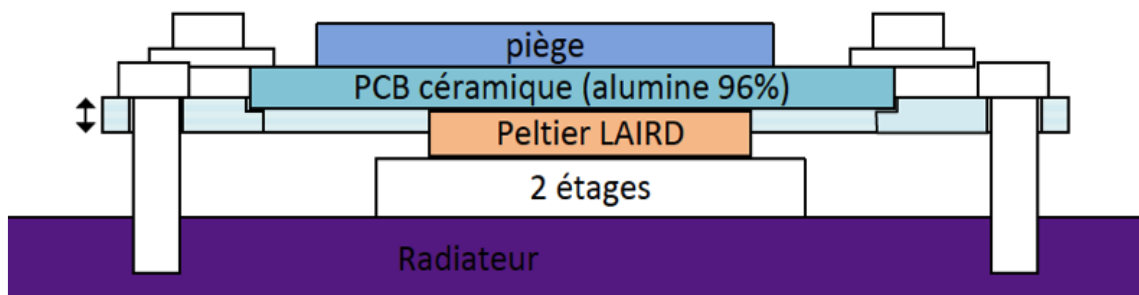 piège
PCB céramique (alumine 96%)
Peltier LAIRD
2 étages
Radiateur